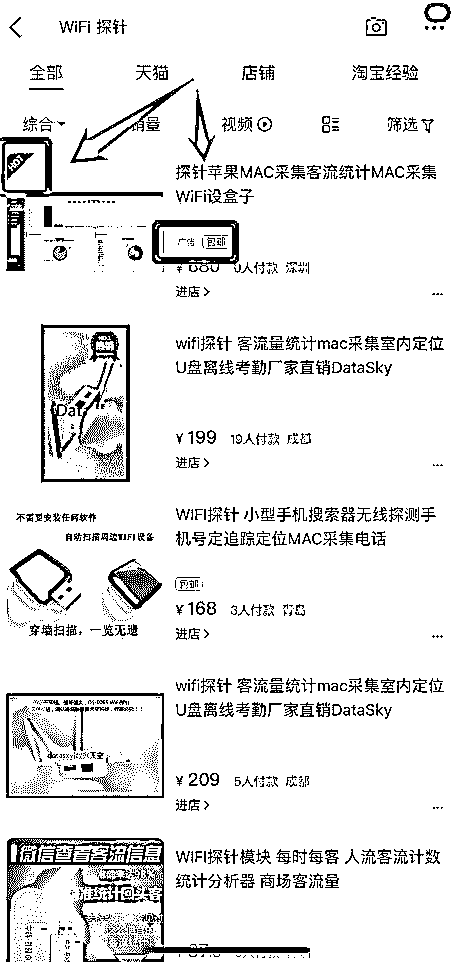 WiFi 探针
全部
天猫
店铺
淘宝经验
综合
销量
视频
筛选
HOT
探针苹果MAC采集客流统计MAC采集
WiFi设盒子
广告 包邮
¥ 680 0人付款 深圳
进店 >
wifi探针 客流量统计mac采集室内定位
U盘离线考勤厂家直销DataSky
¥ 199 19人付款 成都
进店 >
不需要安装任何软件
自动扫描周边WIFI设备
穿墙扫描，一览无遗
WIFI探针 小型手机搜索器无线探测手
机号定追踪定位MAC采集电话
包邮
¥ 168 3人付款 青岛
进店 >
wifi探针 客流量统计mac采集室内定位
U盘离线考勤厂家直销DataSky
¥ 209 5人付款 成都
进店 >
微信查看客流信息
准统计回头客
WIFI探针模块 每时每客 人流客流计数
统计分析器 商场客流量